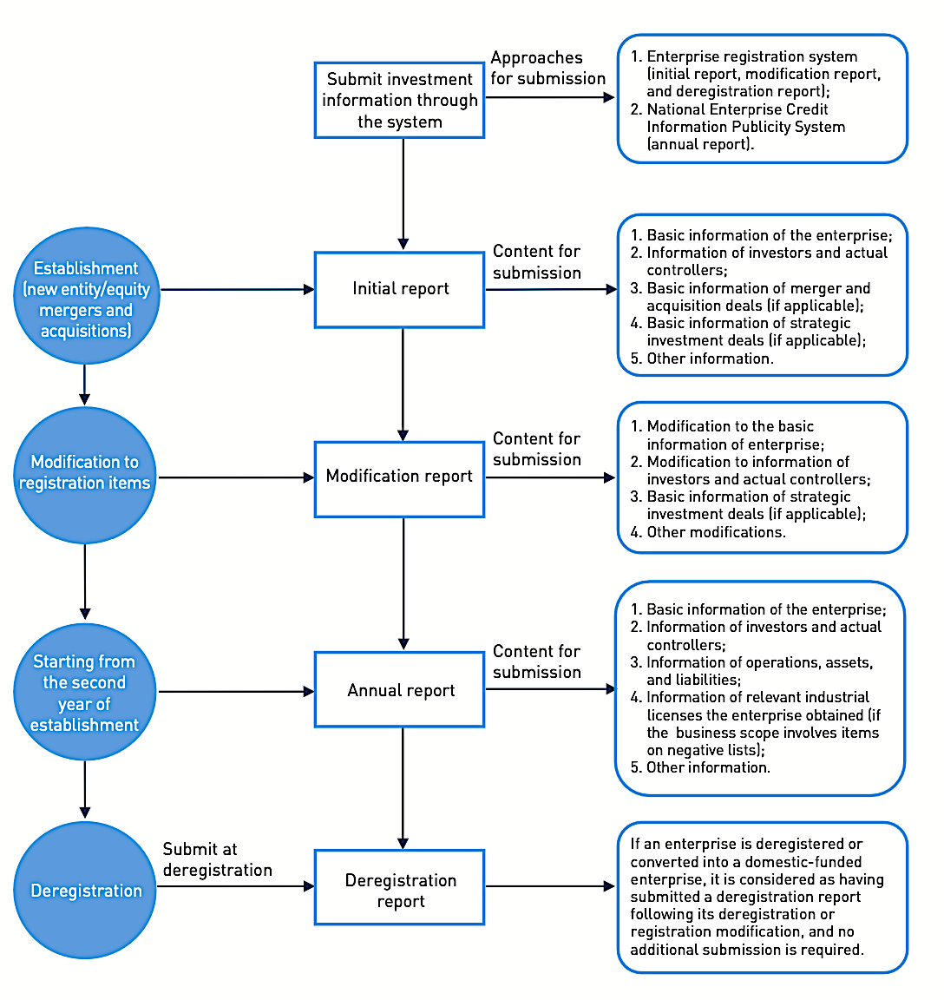 Submit investment
information through
the system
Approaches
for submission
1. Enterprise registration system
(initial report, modification report,
and deregistration report);
2. National Enterprise Credit
Information Publicity System
(annual report).
Establishment
(new entity/equity
mergers and
acquisitions)
Initial report
Content for
submission
1. Basic information of the enterprise;
2. Information of investors and actual
controllers;
3. Basic information of merger and
acquisition deals (if applicable);
4. Basic information of strategic
investment deals (if applicable);
5. Other information.
Modification to
registration items
Modification report
Content for
submission
1. Modification to the basic
information of enterprise;
2. Modification to information of
investors and actual controllers;
3. Basic information of strategic
investment deals (if applicable);
4. Other modifications.
Starting from
the second
year of
establishment
Annual report
Content for
submission
1. Basic information of the enterprise;
2. Information of investors and actual
controllers;
3. Information of operations, assets,
and liabilities;
4. Information of relevant industrial
licenses the enterprise obtained (if
the business scope involves items
on negative lists);
5. Other information.
Deregistration
Submit at
deregistration
Deregistration
report
If an enterprise is deregistered or
converted into a domestic-funded
enterprise, it is considered as having
submitted a deregistration report
following its deregistration or
registration modification, and no
additional submission is required.